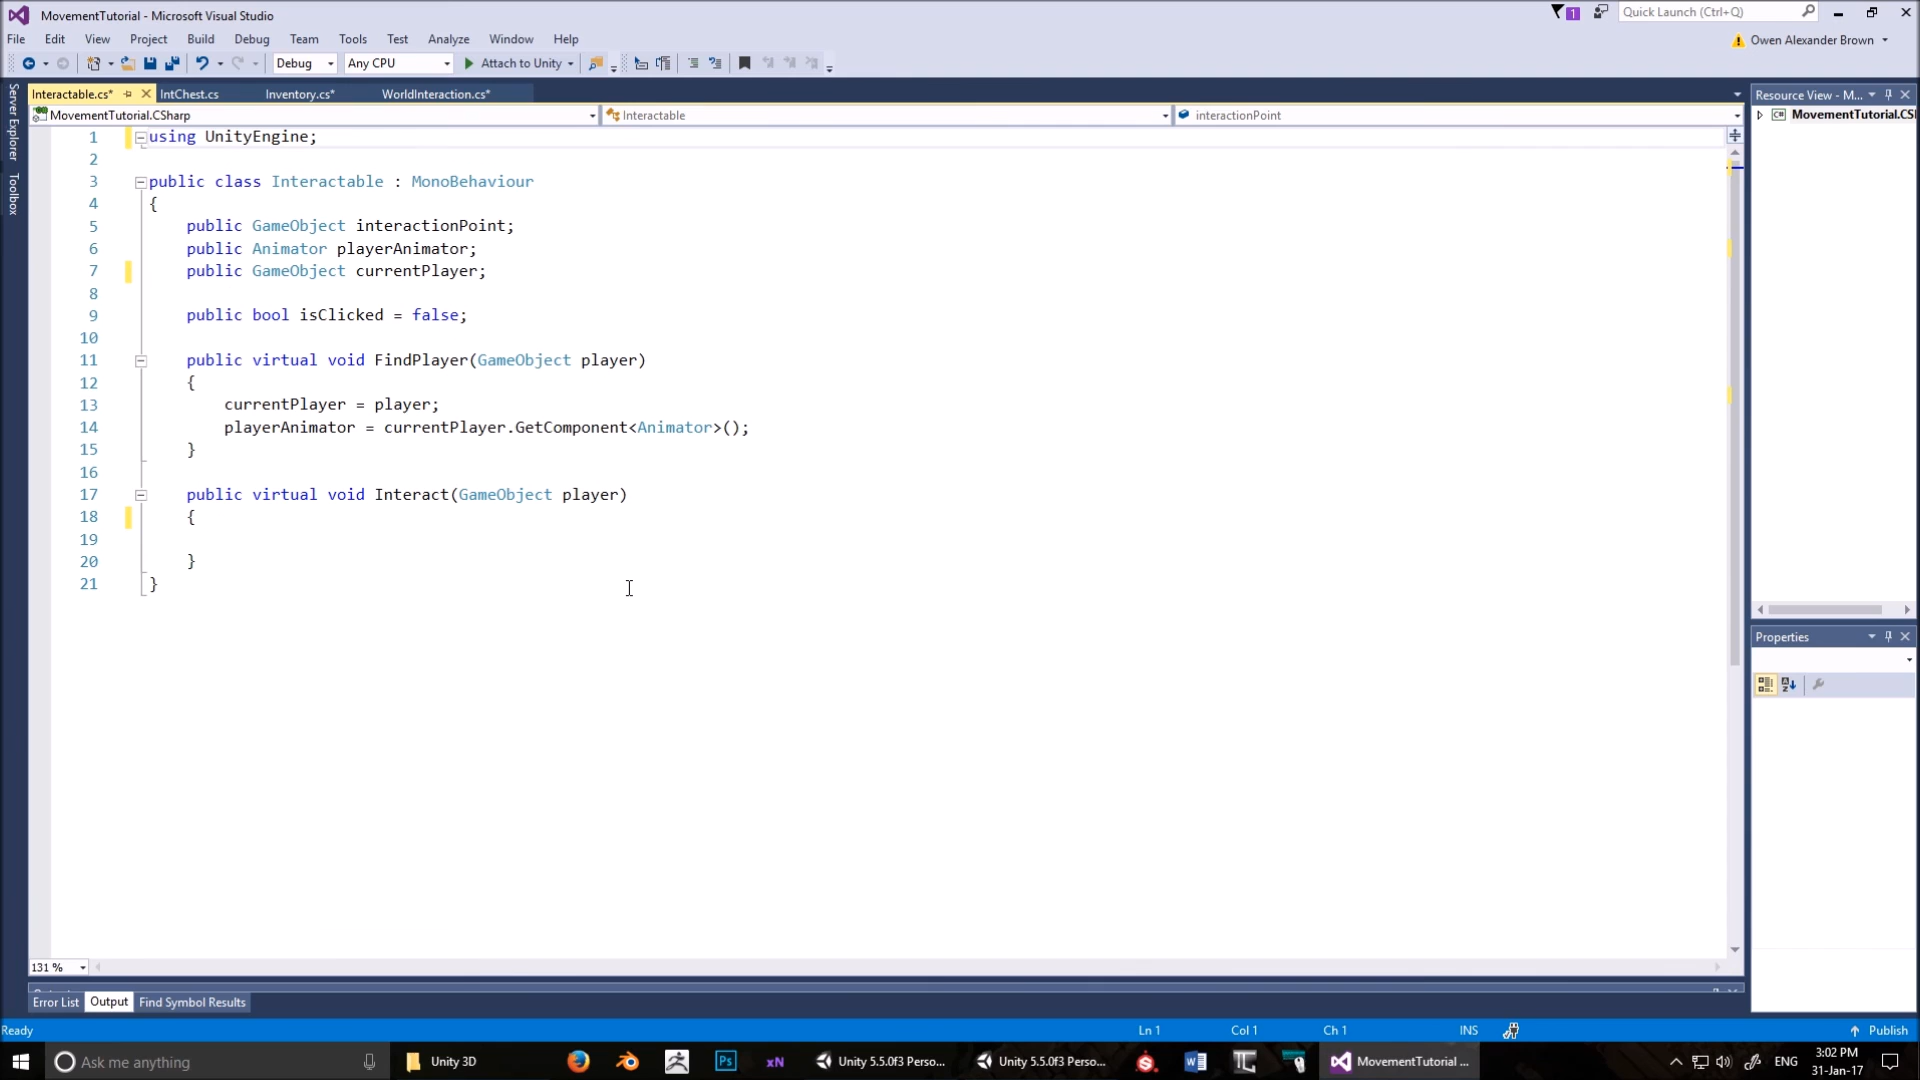 MovementTutorial - Microsoft Visual Studio
1
Quick Launch (Ctrl+Q)
File Edit View Project Build Debug Team Tools Test Analyze Window Help
Owen Alexander Brown
Debug Any CPU Attach to Unity
Server Explorer
Toolbox
Interactable.cs* IntChest.cs Inventory.cs* WorldInteraction.cs*
MovementTutorial.CSharp Interactable interactionPoint
1 using UnityEngine;
2
3 public class Interactable : MonoBehaviour
4 {
5 public GameObject interactionPoint;
6 public Animator playerAnimator;
7 public GameObject currentPlayer;
8
9 public bool isClicked = false;
10
11 public virtual void FindPlayer(GameObject player)
12 {
13 currentPlayer = player;
14 playerAnimator = currentPlayer.GetComponent<Animator>();
15 }
16
17 public virtual void Interact(GameObject player)
18 {
19
20 }
21 }
Resource View - M...
MovementTutorial.CS
Properties
131 %
Error List Output Find Symbol Results
Ready Ln 1 Col 1 Ch 1 INS Publish
Ask me anything Unity 3D Ps xN Unity 5.5.0f3 Perso... Unity 5.5.0f3 Perso... MovementTutorial ... ENG 3:02 PM
31-Jan-17